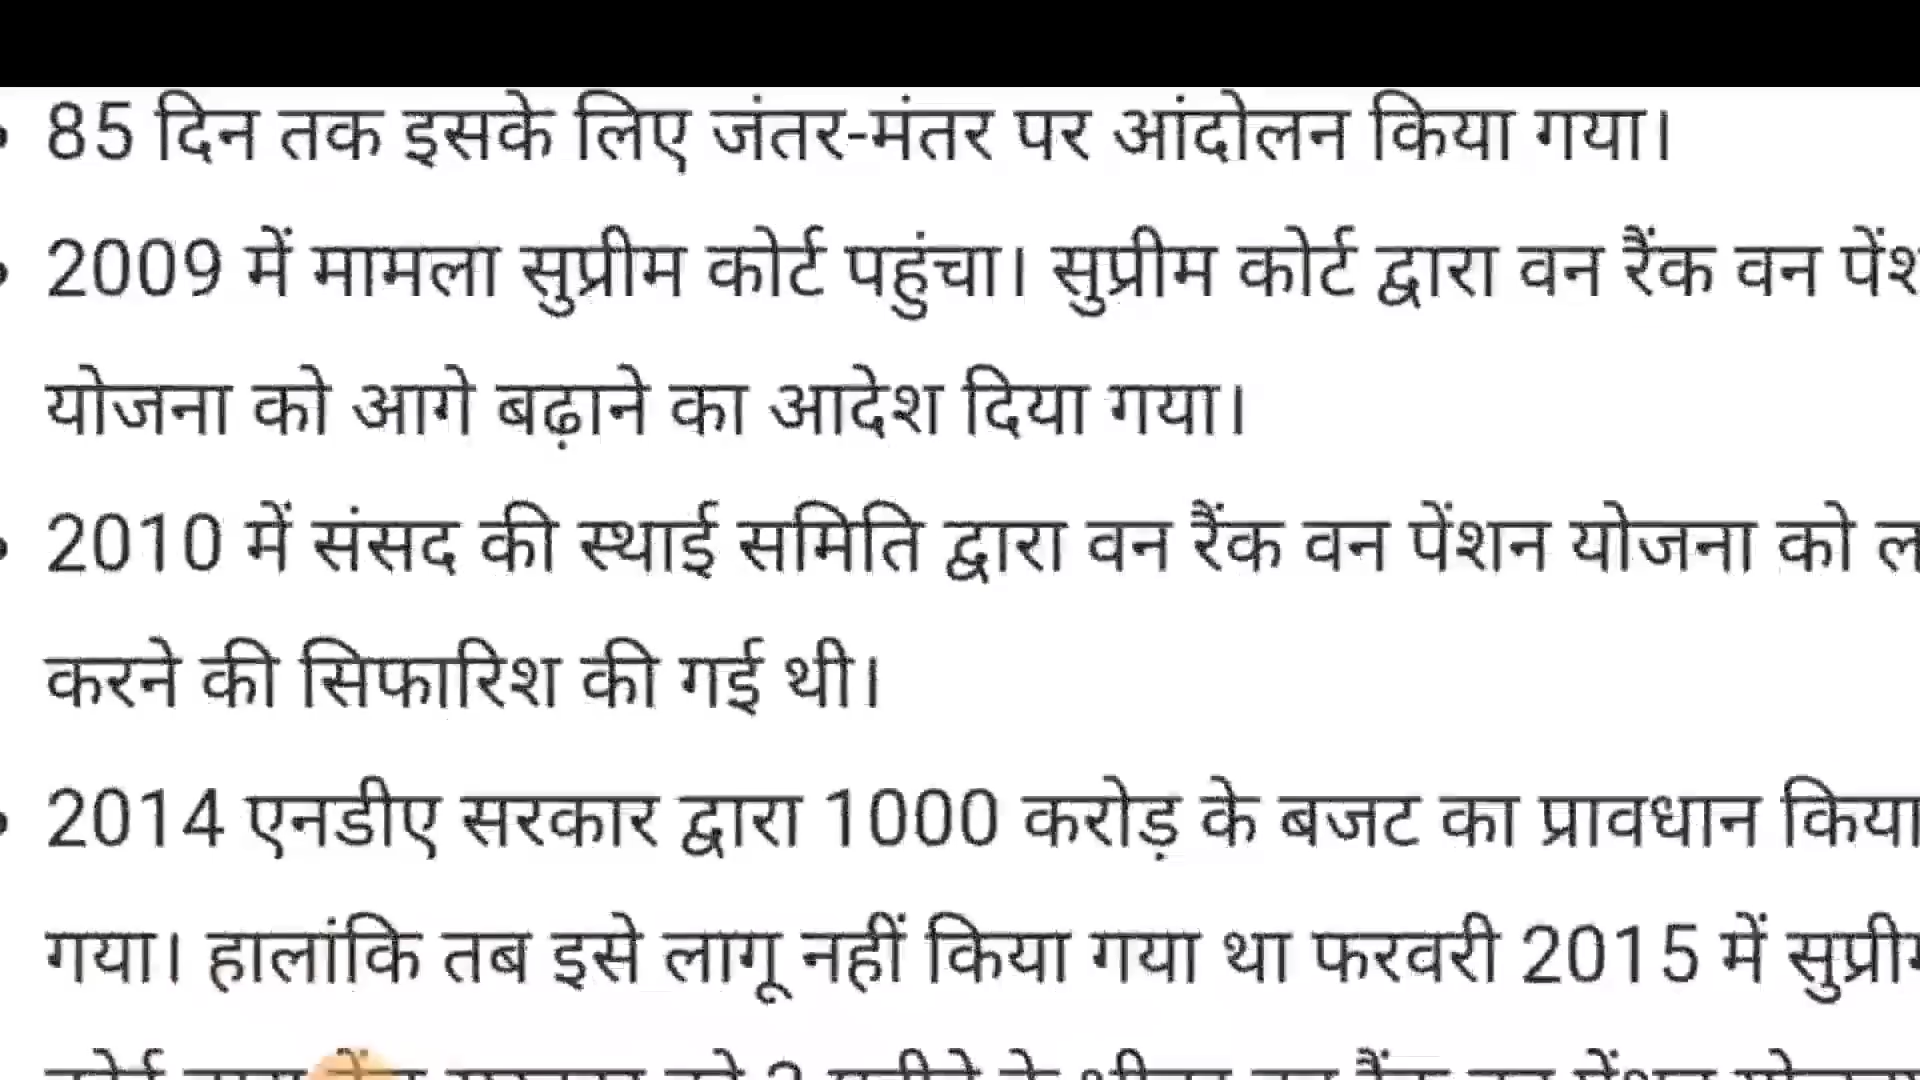 85 दिन तक इसके लिए जंतर-मंतर पर आंदोलन किया गया।
2009 में मामला सुप्रीम कोर्ट पहुंचा। सुप्रीम कोर्ट द्वारा वन रैंक वन
योजना को आगे बढ़ाने का आदेश दिया गया।
2010 में संसद की स्थाई समिति द्वारा वन रैंक वन पेंशन योजना को
करने की सिफारिश की गई थी।
2014 एनडीए सरकार द्वारा 1000 करोड़ के बजट का प्रावधान किया
गया। हालांकि तब इसे लागू नहीं किया गया था फरवरी 2015 में